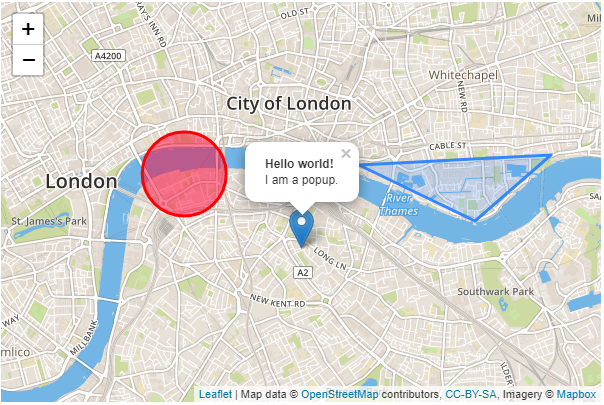 +
−
RAY'S INN RD
OLD ST
A4200
Whitechapel
NEW RD
City of London
CABLE ST
×
Hello world!
I am a popup.
London
River
Thames
St. James's Park
LONG LN
A2
NEW KENT RD
Southwark Park
WAY
MILLBANK
mlico
ILDER
Leaflet | Map data © OpenStreetMap contributors, CC-BY-SA, Imagery © Mapbox